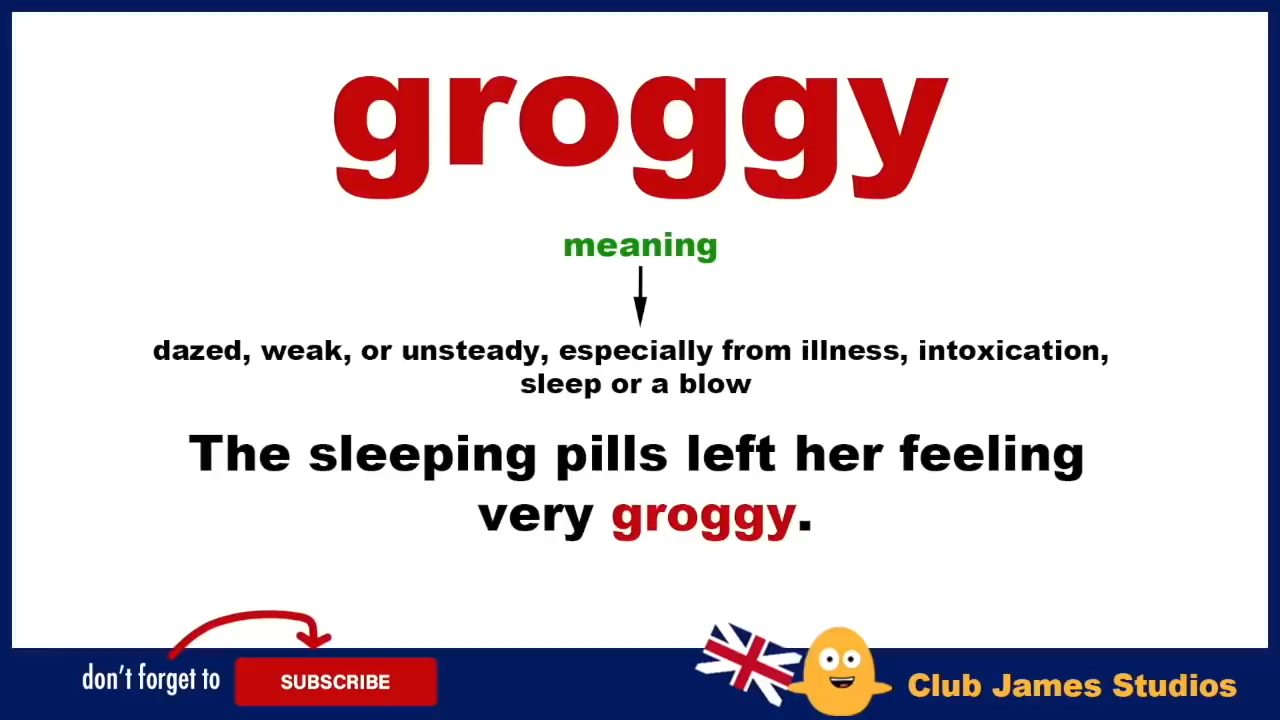 groggy
meaning
dazed, weak, or unsteady, especially from illness, intoxication,
sleep or a blow
The sleeping pills left her feeling
very groggy.
don't forget to
SUBSCRIBE
Club James Studios